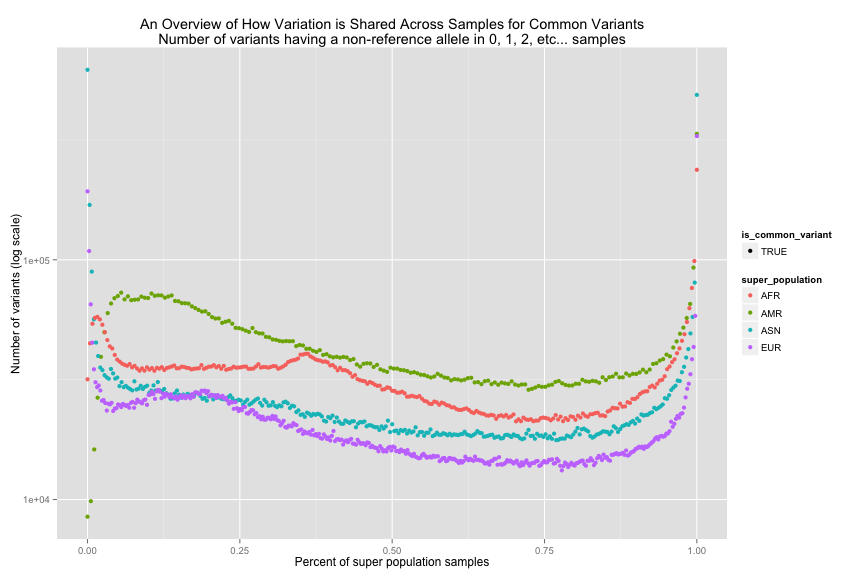 An Overview of How Variation is Shared Across Samples for Common Variants
Number of variants having a non-reference allele in 0, 1, 2, etc... samples
Number of variants (log scale)
1e+05
1e+04
0.00
0.25
0.50
0.75
1.00
Percent of super population samples
is_common_variant
TRUE
super_population
AFR
AMR
ASN
EUR